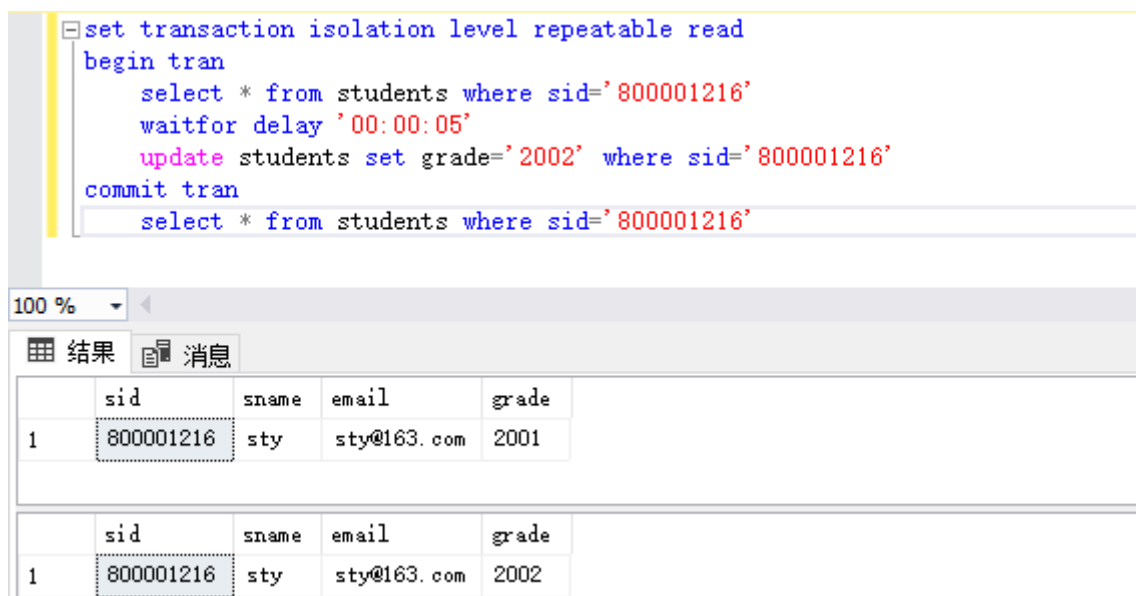 set transaction isolation level repeatable read
begin tran
select * from students where sid='800001216'
waitfor delay '00:00:05'
update students set grade='2002' where sid='800001216'
commit tran
select * from students where sid='800001216'
100 %
结果 消息
sid sname email grade
1 800001216 sty sty@163.com 2001
sid sname email grade
1 800001216 sty sty@163.com 2002